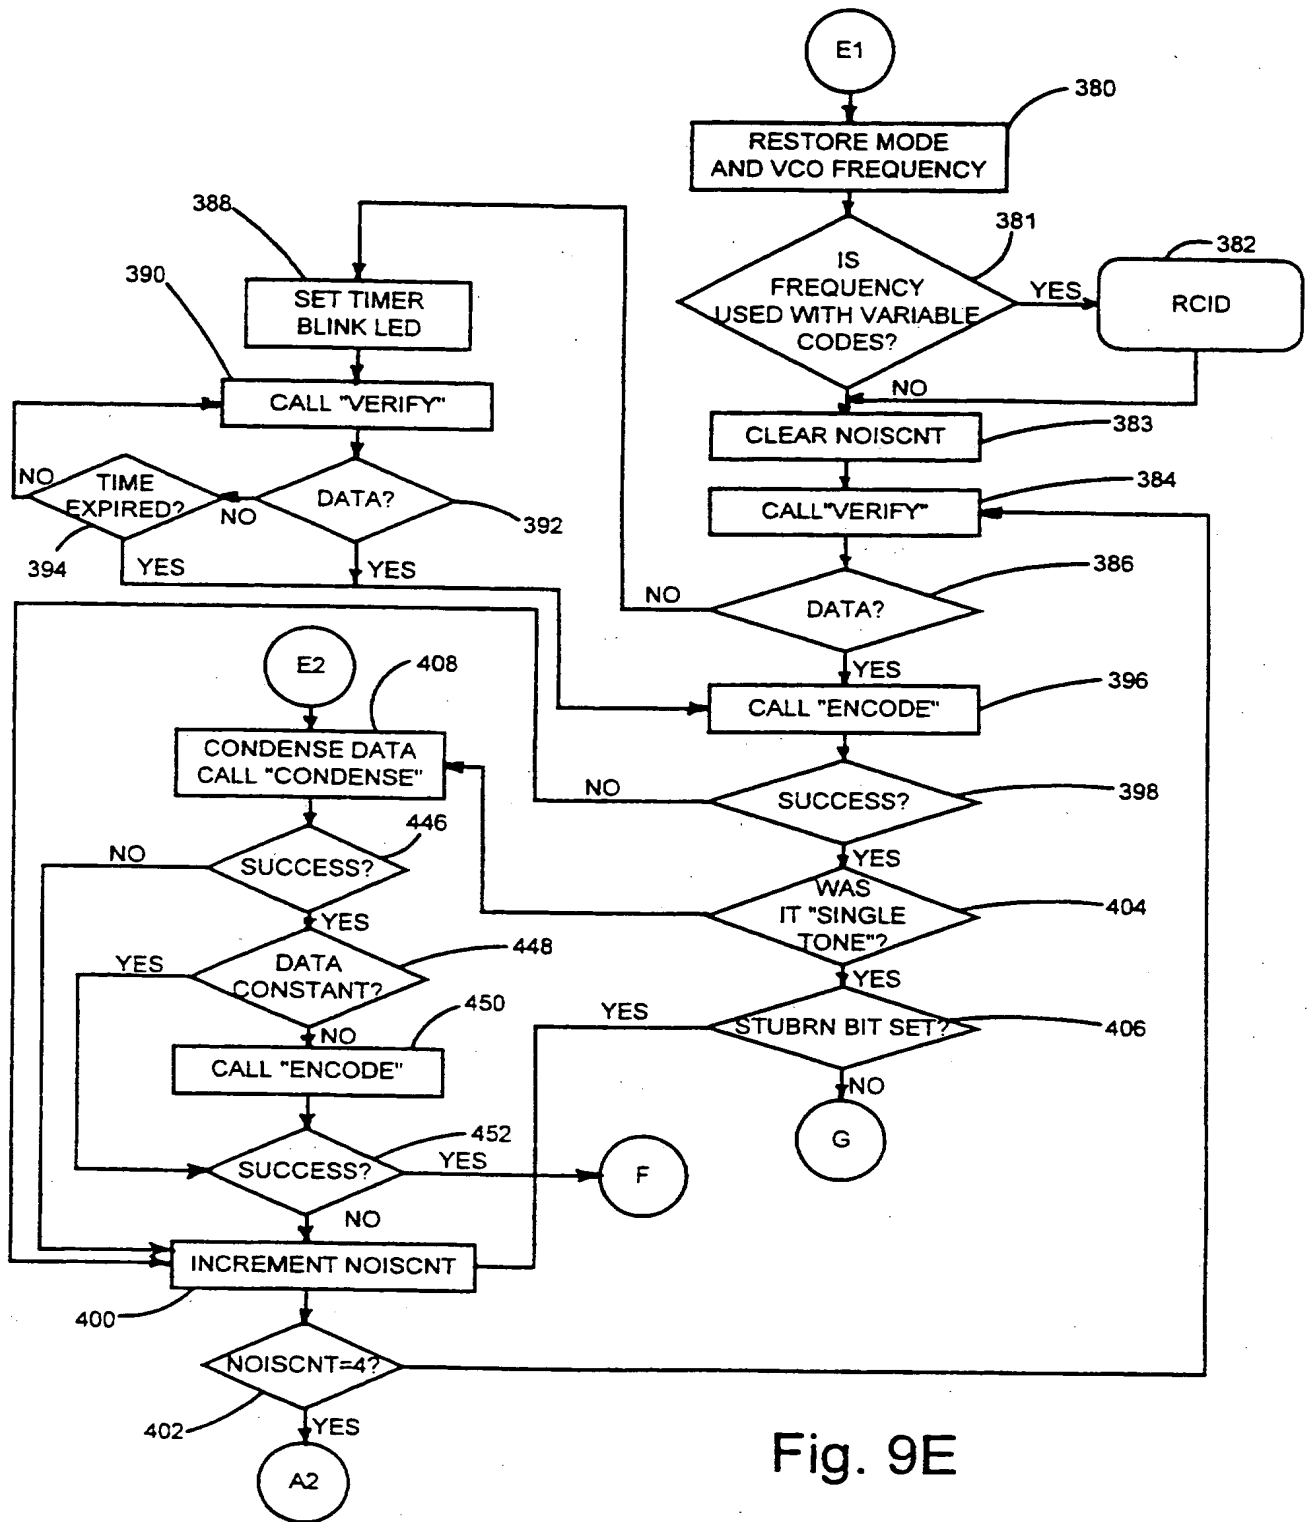 E1
380
RESTORE MODE
AND VCO FREQUENCY
381
IS
FREQUENCY
USED WITH VARIABLE
CODES?
YES
382
RCID
NO
388
SET TIMER
BLINK LED
390
CALL "VERIFY"
CLEAR NOISCNT
383
NO
TIME
EXPIRED?
NO
DATA?
392
394
YES
YES
CALL"VERIFY"
384
NO
DATA?
386
YES
E2
408
CALL "ENCODE"
396
CONDENSE DATA
CALL "CONDENSE"
NO
SUCCESS?
398
YES
446
NO
SUCCESS?
YES
WAS
IT "SINGLE
TONE"?
404
YES
448
YES
DATA
CONSTANT?
NO
450
CALL "ENCODE"
YES
STUBRN BIT SET?
406
NO
G
452
SUCCESS?
YES
F
NO
INCREMENT NOISCNT
400
NOISCNT=4?
402
YES
A2
Fig. 9E